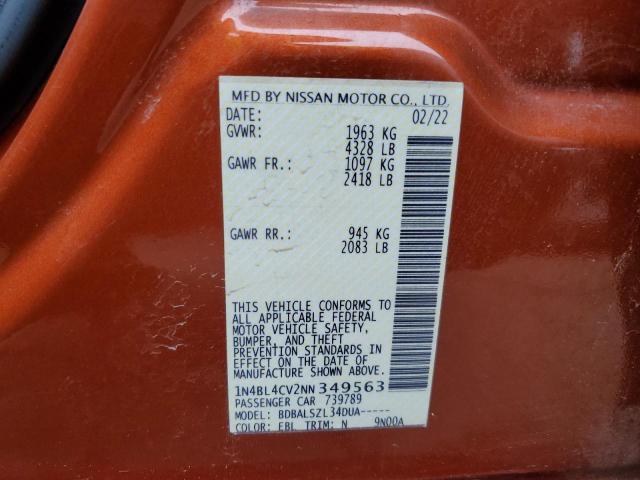 MFD BY NISSAN MOTOR CO., LTD.
DATE: 02/22
GVWR: 1963 KG
4328 LB
GAWR FR.: 1097 KG
2418 LB
GAWR RR.: 945 KG
2083 LB
THIS VEHICLE CONFORMS TO
ALL APPLICABLE FEDERAL
MOTOR VEHICLE SAFETY,
BUMPER, AND THEFT
PREVENTION STANDARDS IN
EFFECT ON THE DATE OF
MANUFACTURE SHOWN ABOVE.
1N4BL4CV2NN349563
PASSENGER CAR 739789
MODEL: BDBALSZL34DUA-----
COLOR: EBL TRIM: N 9N00A